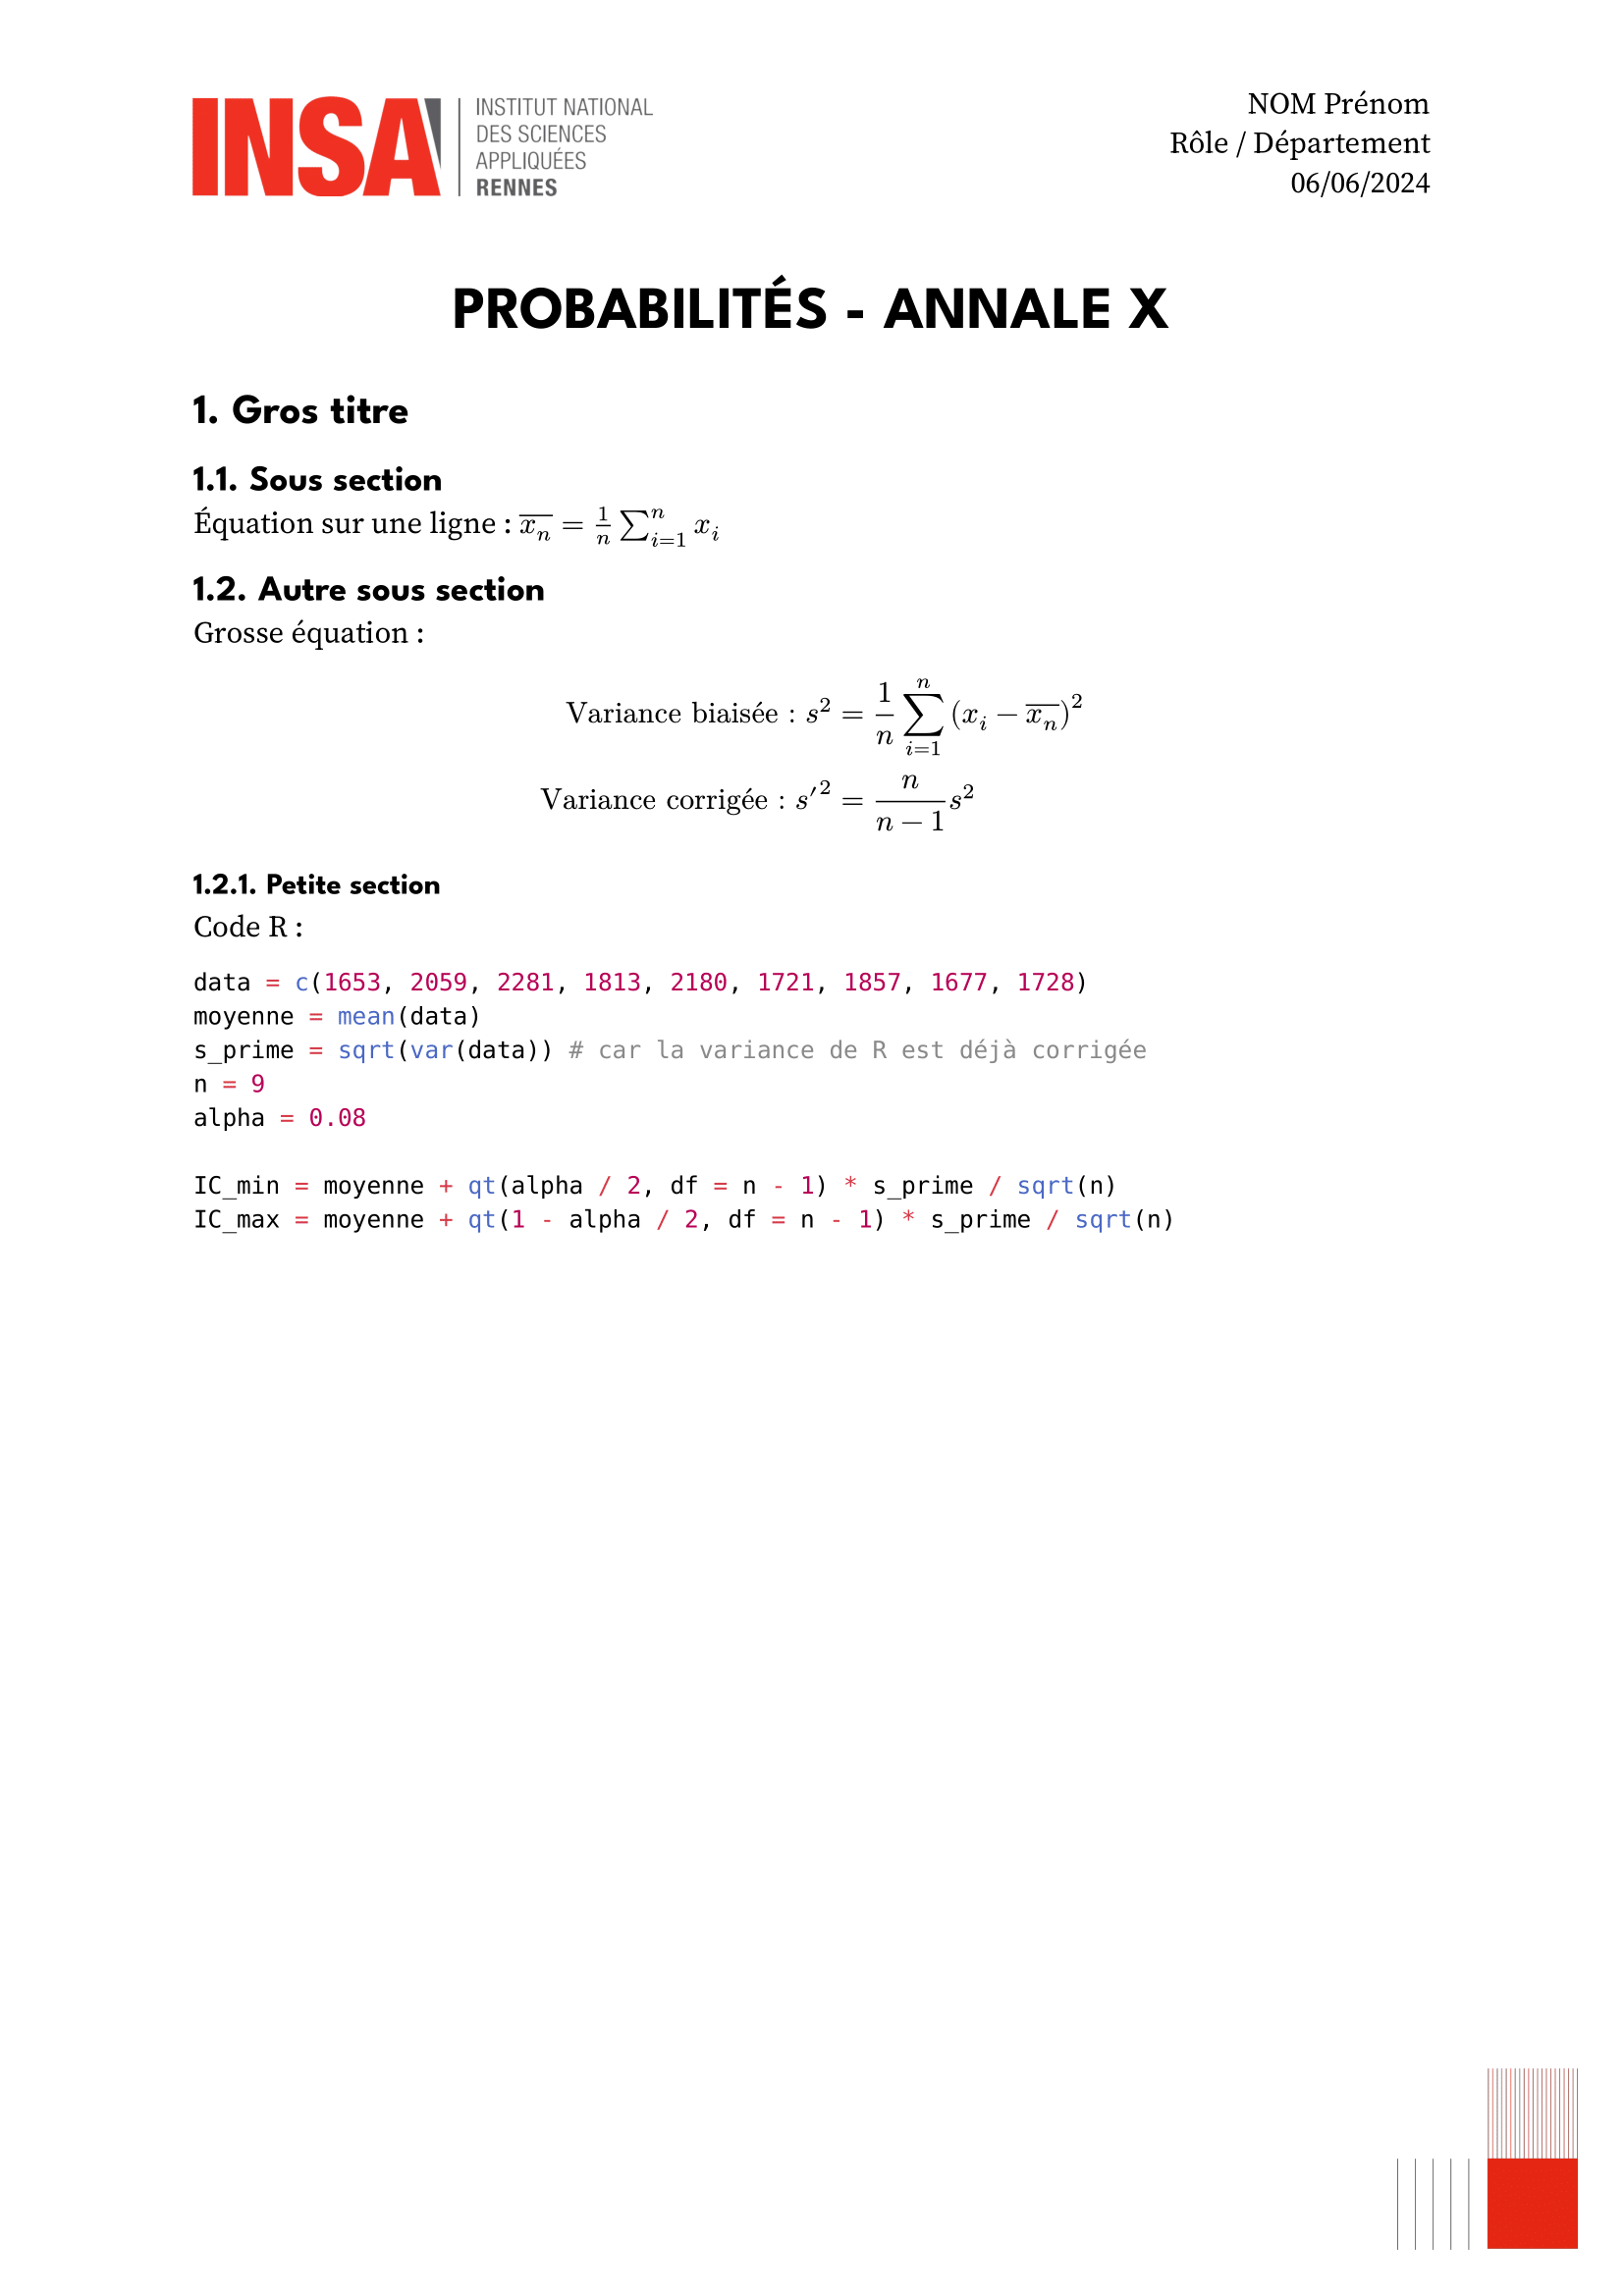 INSA
INSTITUT NATIONAL
DES SCIENCES
APPLIQUÉES
RENNES
NOM Prénom
Rôle / Département
06/06/2024
PROBABILITÉS - ANNALE X
1. Gros titre
1.1. Sous section
Équation sur une ligne : $\overline{x_n} = \frac{1}{n} \sum_{i=1}^{n} x_i$
1.2. Autre sous section
Grosse équation :
Variance biaisée : $s^2 = \frac{1}{n} \sum_{i=1}^{n} (x_i - \overline{x_n})^2$
Variance corrigée : $s'^2 = \frac{n}{n-1} s^2$
1.2.1. Petite section
Code R :
data = c(1653, 2059, 2281, 1813, 2180, 1721, 1857, 1677, 1728)
moyenne = mean(data)
s_prime = sqrt(var(data)) # car la variance de R est déjà corrigée
n = 9
alpha = 0.08
IC_min = moyenne + qt(alpha / 2, df = n - 1) * s_prime / sqrt(n)
IC_max = moyenne + qt(1 - alpha / 2, df = n - 1) * s_prime / sqrt(n)